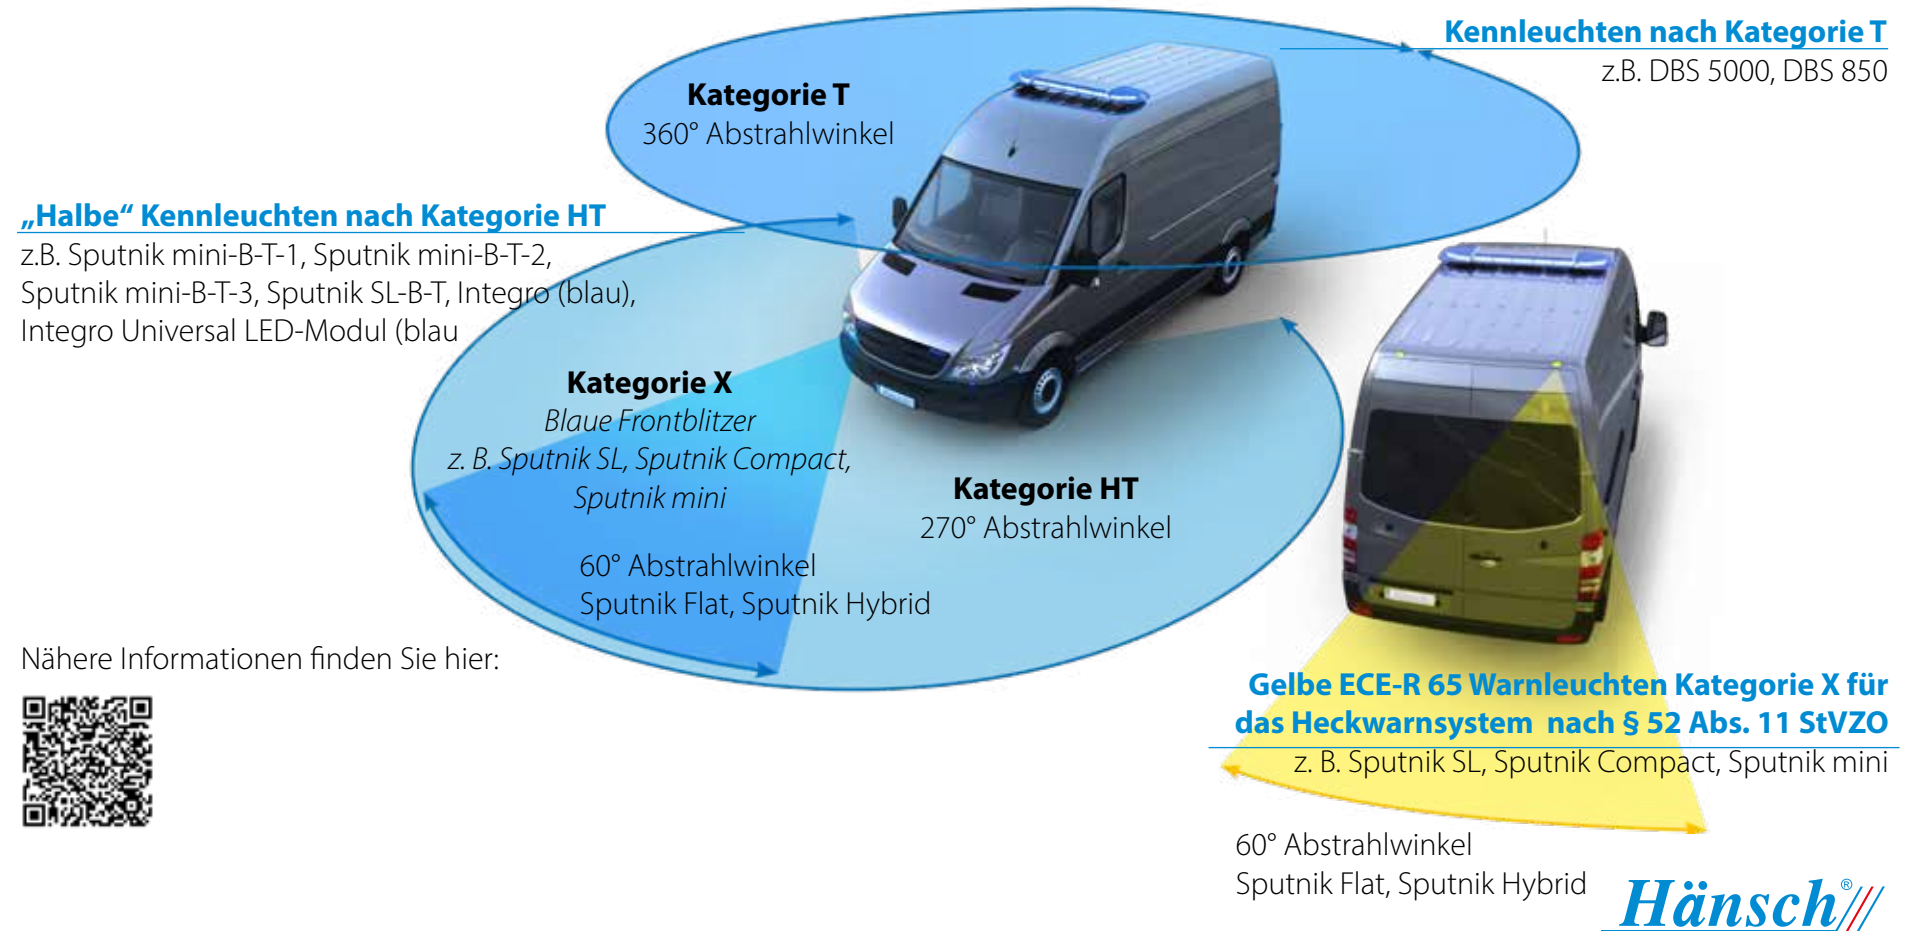 Kennleuchten nach Kategorie T
z.B. DBS 5000, DBS 850
Kategorie T
360° Abstrahlwinkel
„Halbe“ Kennleuchten nach Kategorie HT
z.B. Sputnik mini-B-T-1, Sputnik mini-B-T-2,
Sputnik mini-B-T-3, Sputnik SL-B-T, Integro (blau),
Integro Universal LED-Modul (blau
Kategorie X
Blaue Frontblitzer
z. B. Sputnik SL, Sputnik Compact,
Sputnik mini
60° Abstrahlwinkel
Sputnik Flat, Sputnik Hybrid
Kategorie HT
270° Abstrahlwinkel
Nähere Informationen finden Sie hier:
Gelbe ECE-R 65 Warnleuchten Kategorie X für
das Heckwarnsystem nach § 52 Abs. 11 StVZO
z. B. Sputnik SL, Sputnik Compact, Sputnik mini
60° Abstrahlwinkel
Sputnik Flat, Sputnik Hybrid
Hänsch®